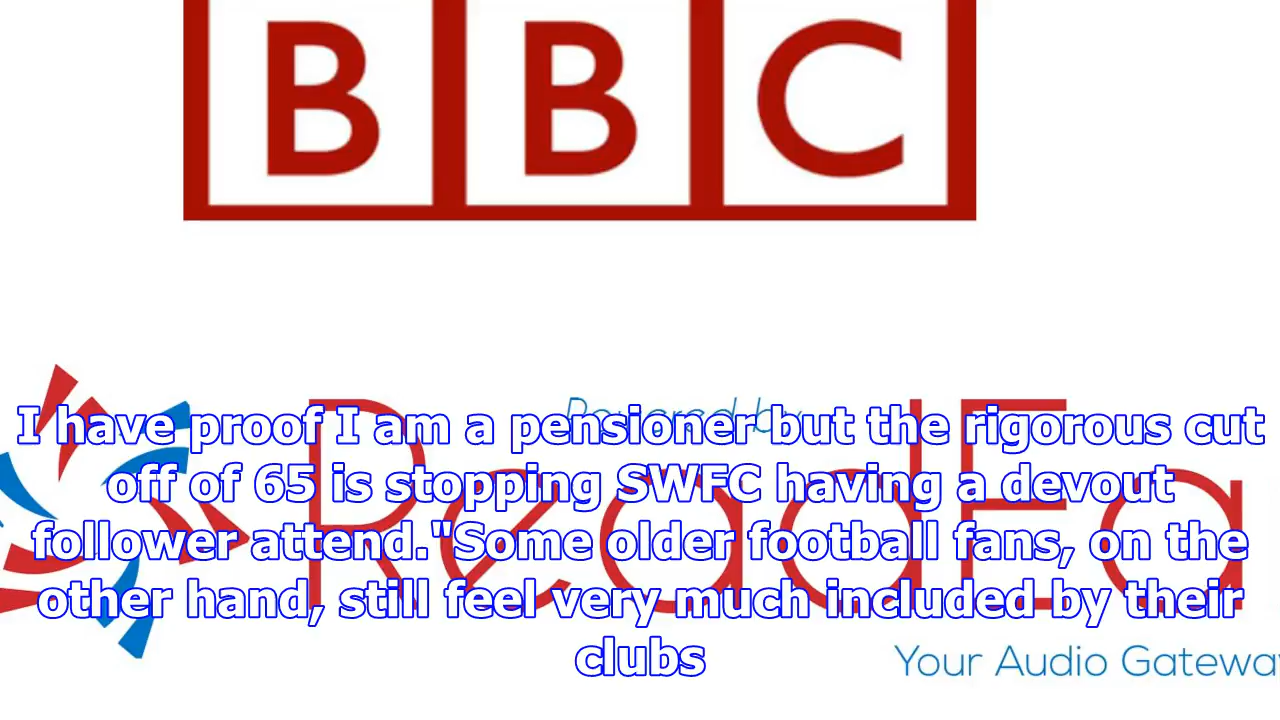 BBC
Powered by
ReadFa
I have proof I am a pensioner but the rigorous cut
off of 65 is stopping SWFC having a devout
follower attend."Some older football fans, on the
other hand, still feel very much included by their
clubs
Your Audio Gateway